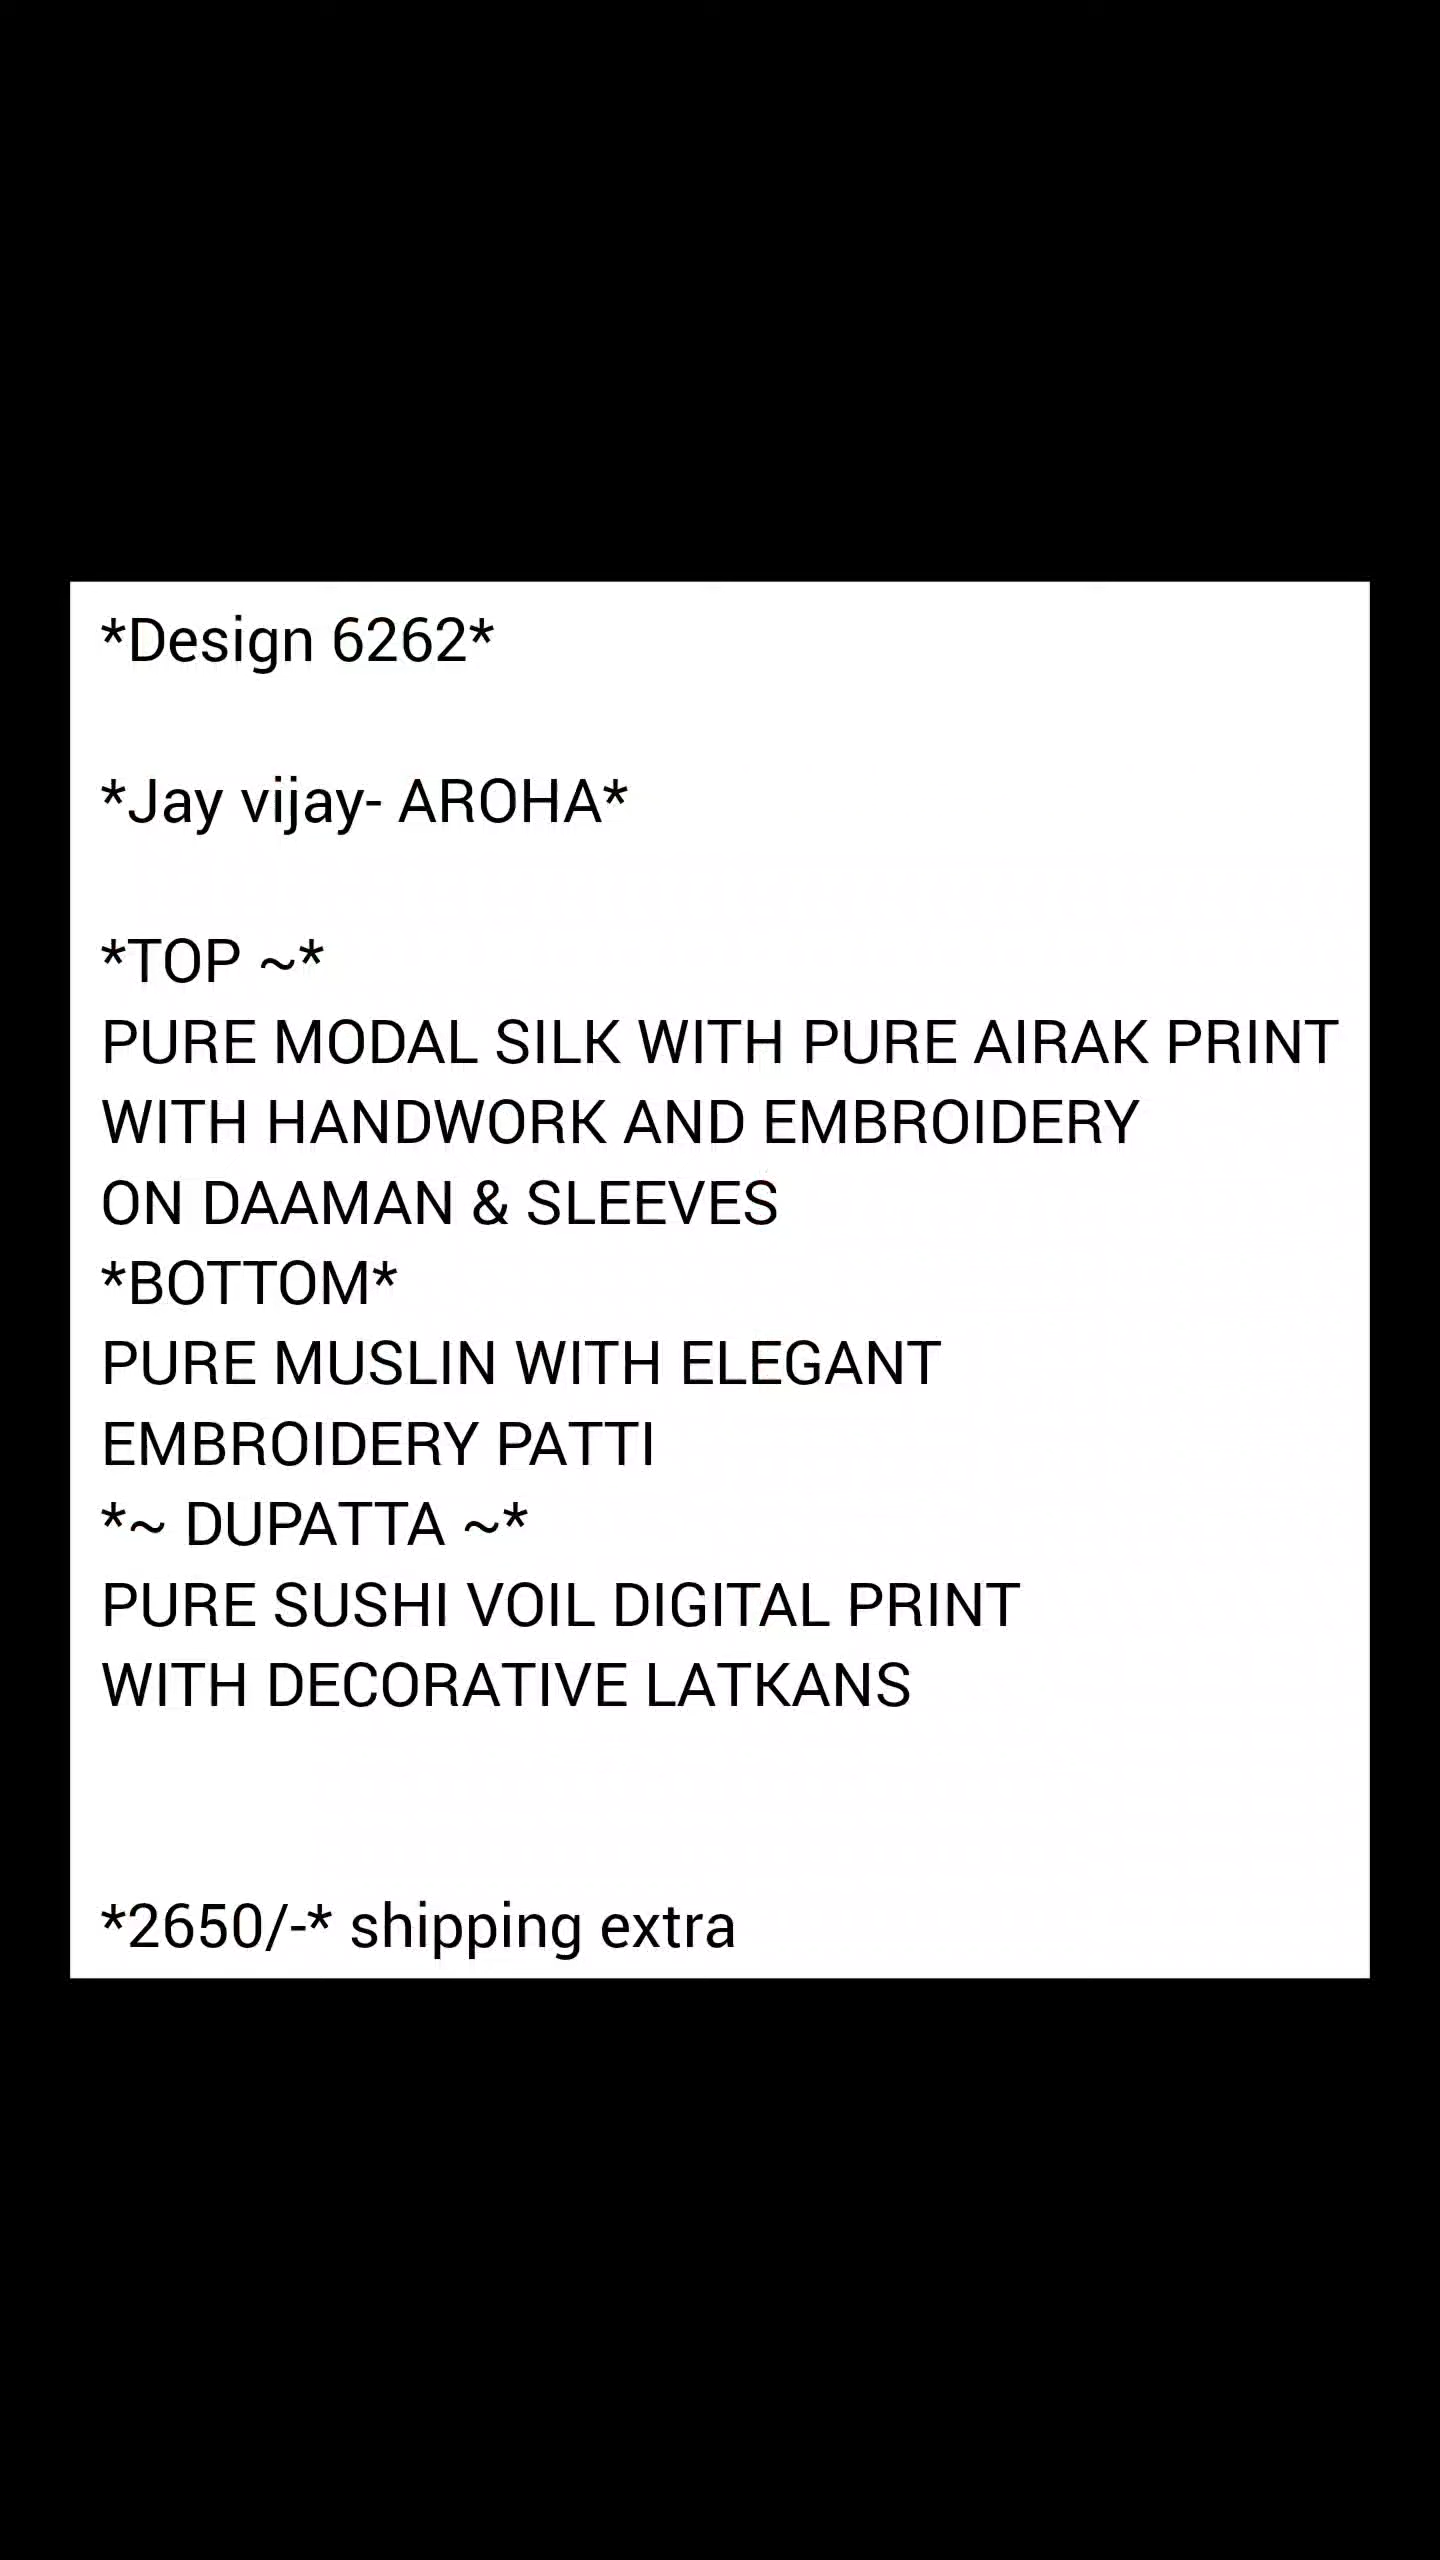 *Design 6262*
*Jay vijay- AROHA*
*TOP ~*
PURE MODAL SILK WITH PURE AIRAK PRINT
WITH HANDWORK AND EMBROIDERY
ON DAAMAN & SLEEVES
*BOTTOM*
PURE MUSLIN WITH ELEGANT
EMBROIDERY PATTI
*~ DUPATTA ~*
PURE SUSHI VOIL DIGITAL PRINT
WITH DECORATIVE LATKANS
*2650/-* shipping extra